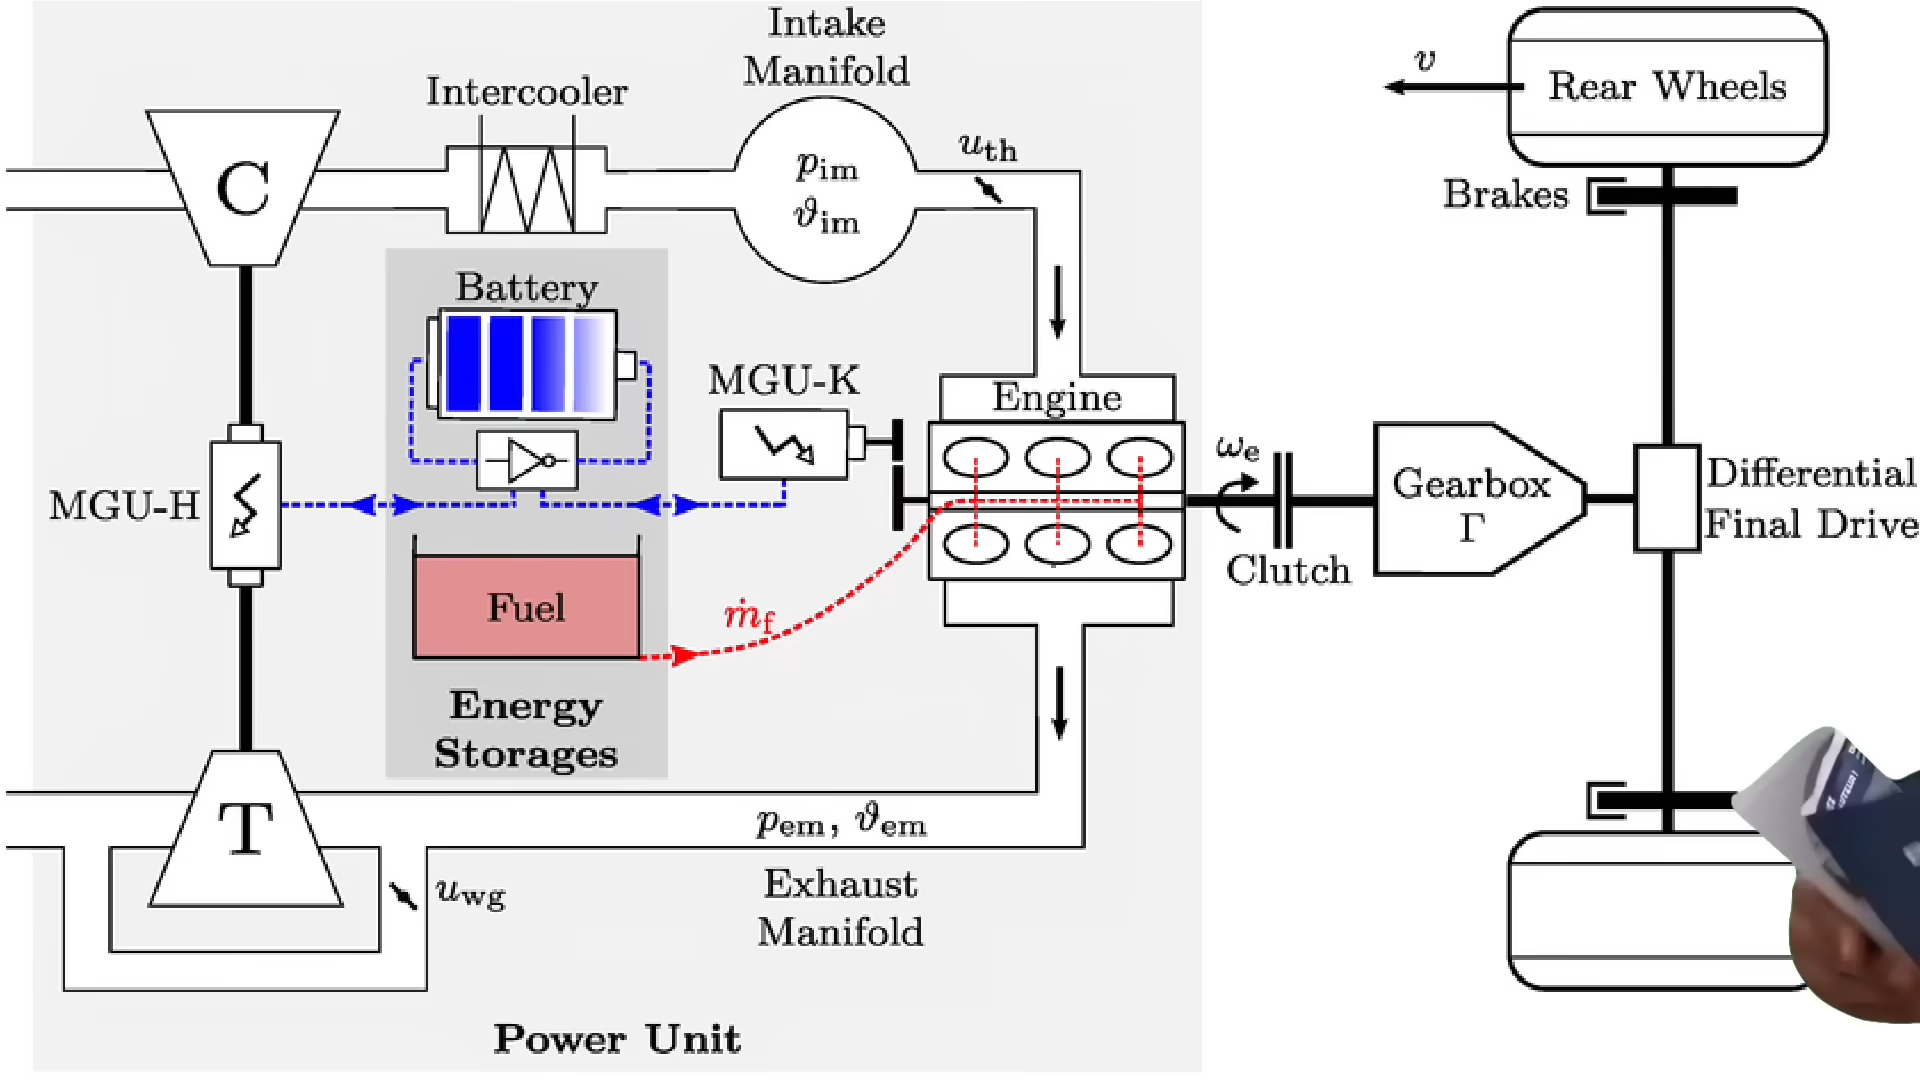 Intake
Manifold
Intercooler
C
p_im
ϑ_im
u_th
v
Rear Wheels
Brakes
Battery
MGU-K
Engine
MGU-H
ω_e
Clutch
Gearbox
Γ
Differential
Final Drive
Fuel
ṁ_f
Energy
Storages
T
p_em, ϑ_em
u_wg
Exhaust
Manifold
Power Unit